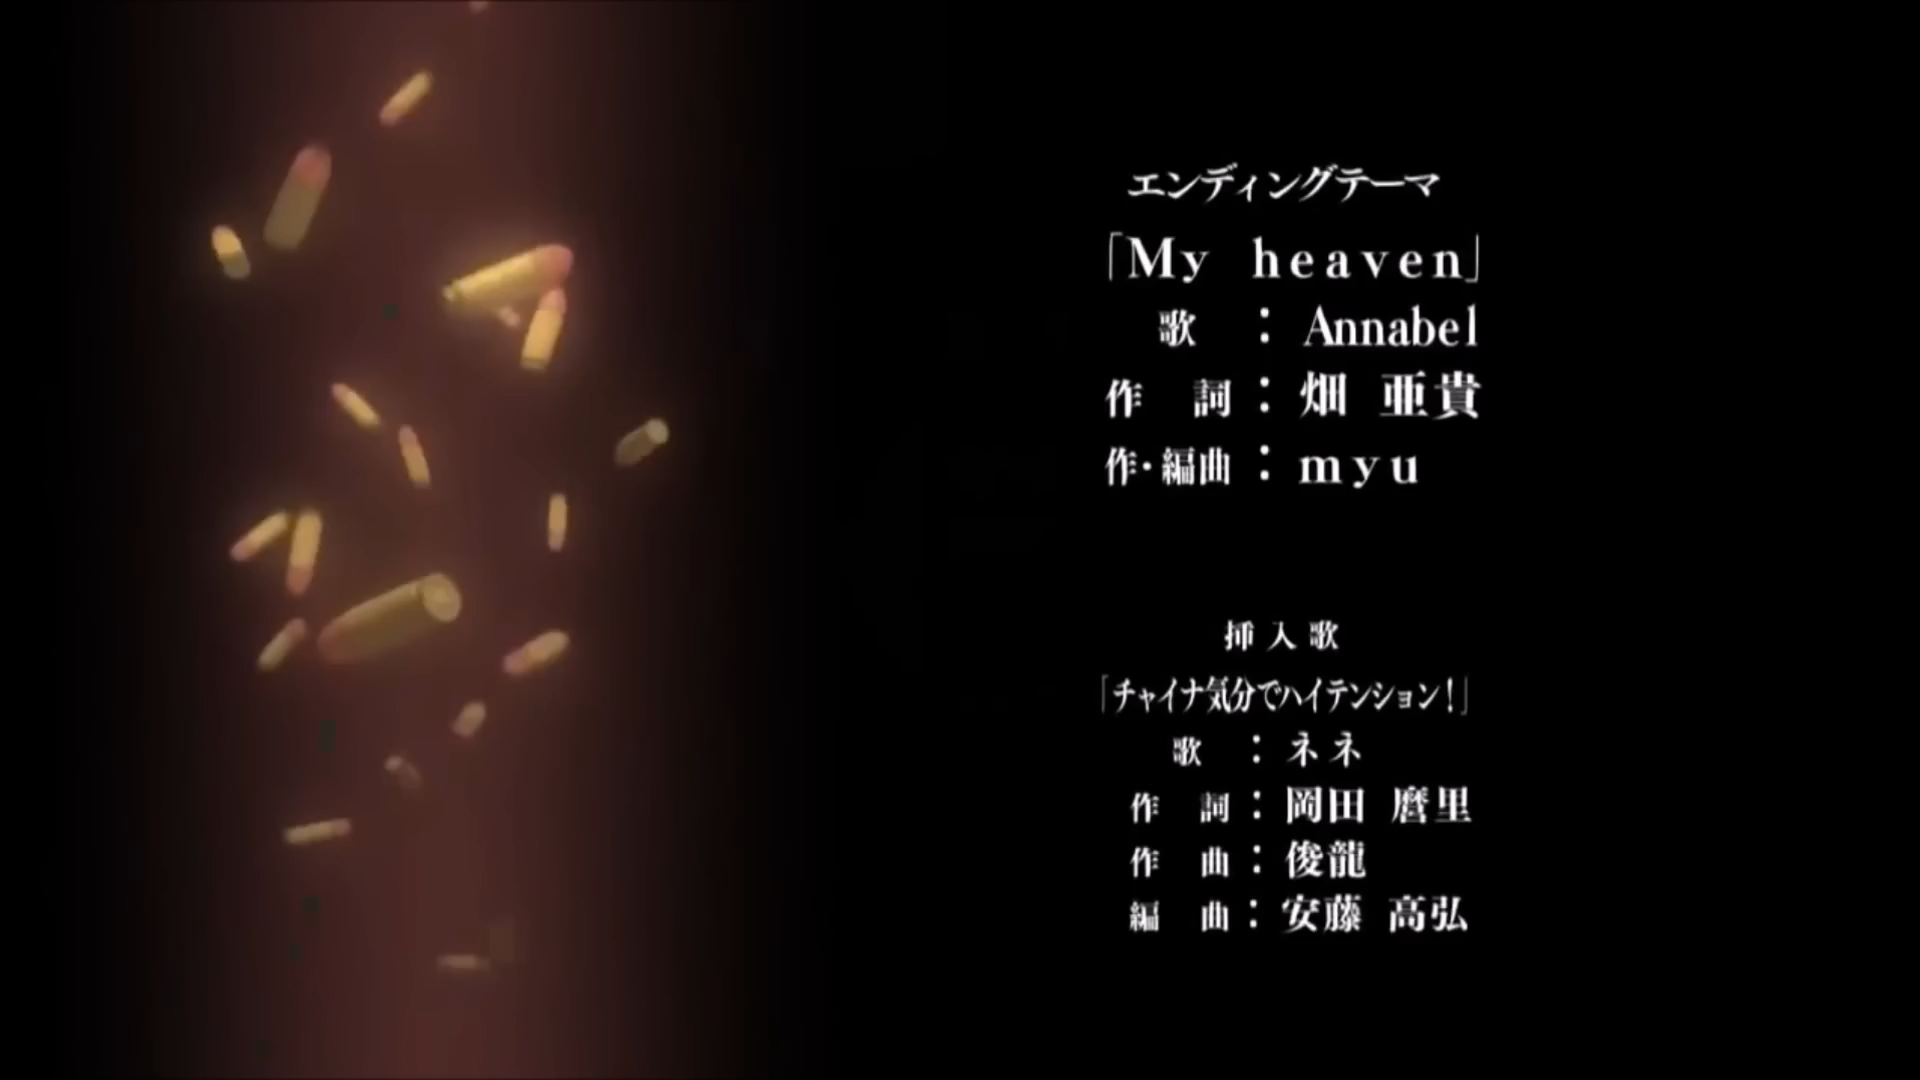 エンディングテーマ
「My heaven」
歌 : Annabel
作 詞 : 畑 亜貴
作・編曲 : myu
挿入歌
「チャイナ気分でハイテンション!」
歌 : ネネ
作 詞 : 岡田 麿里
作 曲 : 俊龍
編 曲 : 安藤 高弘